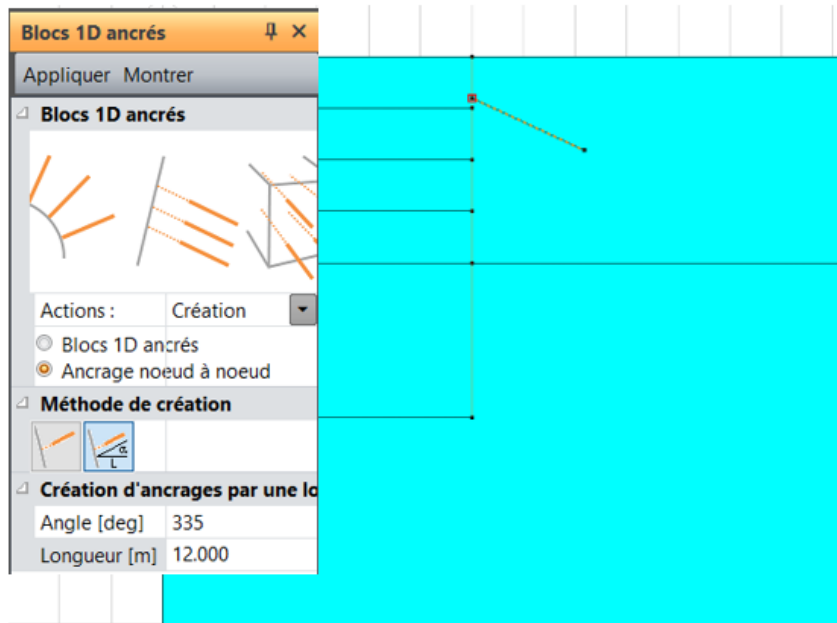 Blocs 1D ancrés
Appliquer Montrer
Blocs 1D ancrés
Actions : Création
Blocs 1D ancrés
Ancrage noeud à noeud
Méthode de création
α
L
Création d'ancrages par une lo
Angle [deg] 335
Longueur [m] 12.000